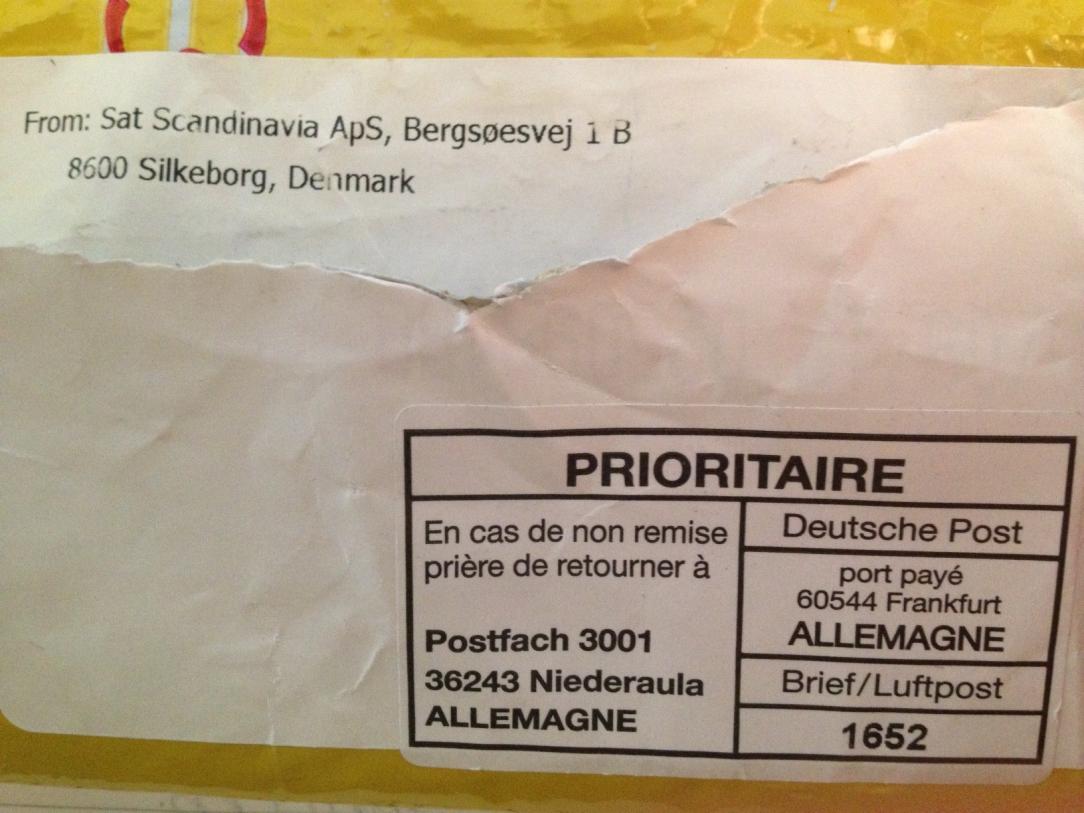 From: Sat Scandinavia ApS, Bergsøesvej 1 B
8600 Silkeborg, Denmark
PRIORITAIRE
En cas de non remise
prière de retourner à
Postfach 3001
36243 Niederaula
ALLEMAGNE
Deutsche Post
port payé
60544 Frankfurt
ALLEMAGNE
Brief/Luftpost
1652